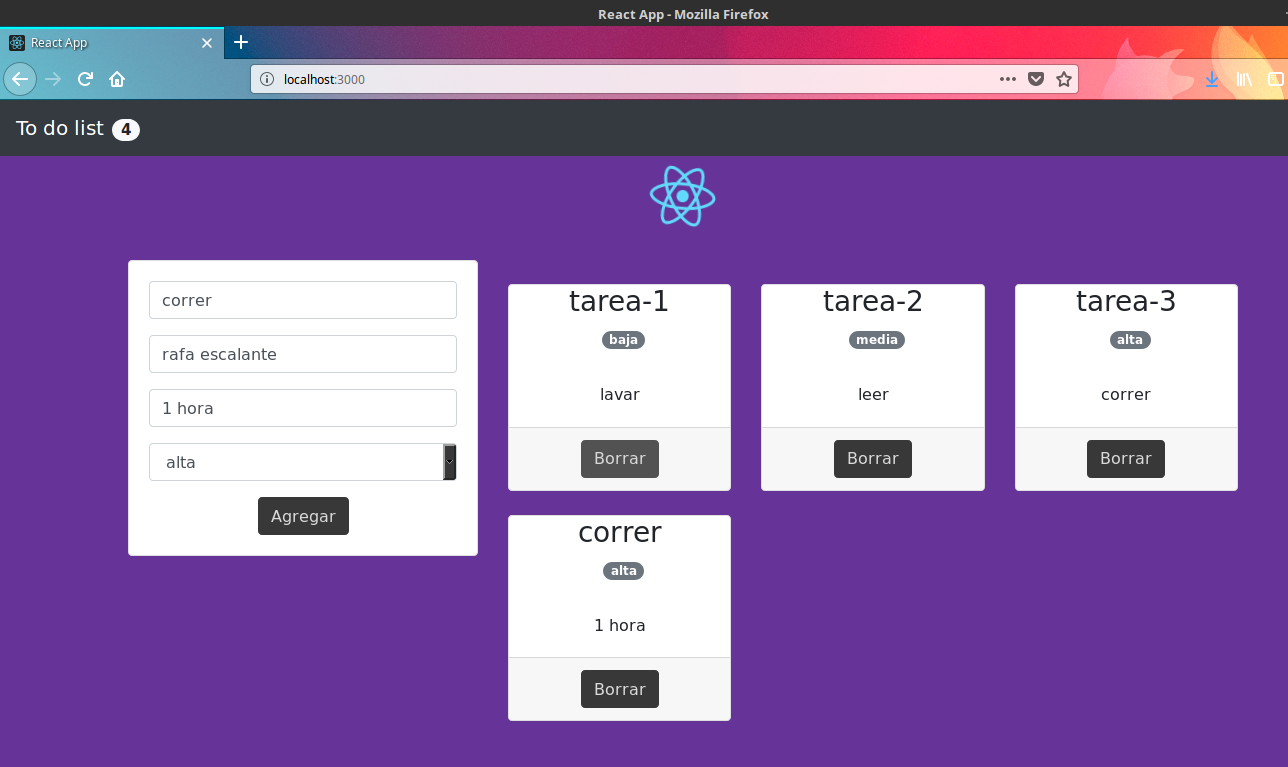 React App - Mozilla Firefox
React App
localhost:3000
To do list 4
correr
rafa escalante
1 hora
alta
Agregar
tarea-1
baja
lavar
Borrar
tarea-2
media
leer
Borrar
tarea-3
alta
correr
Borrar
correr
alta
1 hora
Borrar